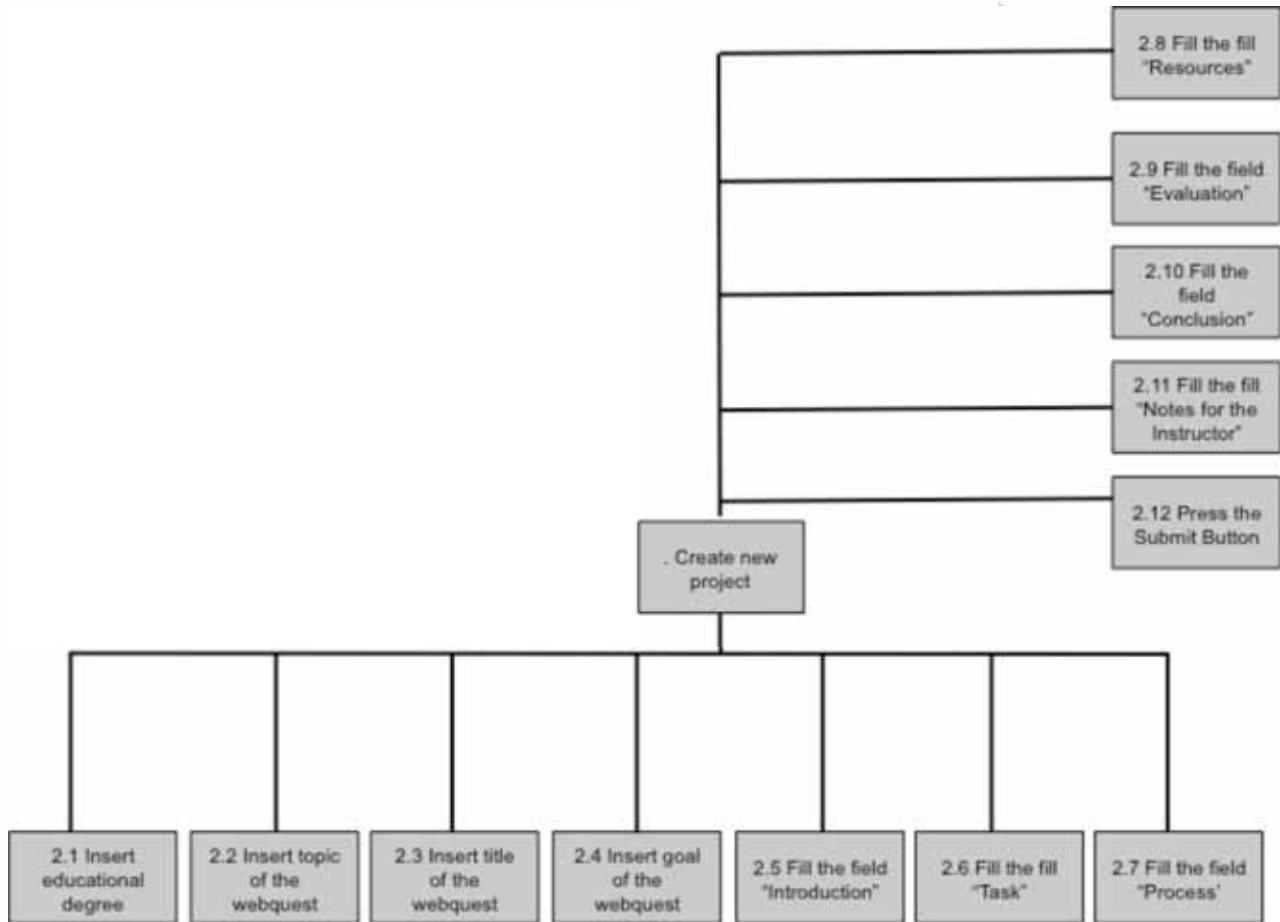 2.8 Fill the fill
“Resources”
2.9 Fill the field
“Evaluation”
2.10 Fill the
field
“Conclusion”
2.11 Fill the fill
“Notes for the
Instructor”
2.12 Press the
Submit Button
. Create new
project
2.1 Insert
educational
degree
2.2 Insert topic
of the
webquest
2.3 Insert title
of the
webquest
2.4 Insert goal
of the
webquest
2.5 Fill the field
“Introduction”
2.6 Fill the fill
“Task”
2.7 Fill the field
“Process’